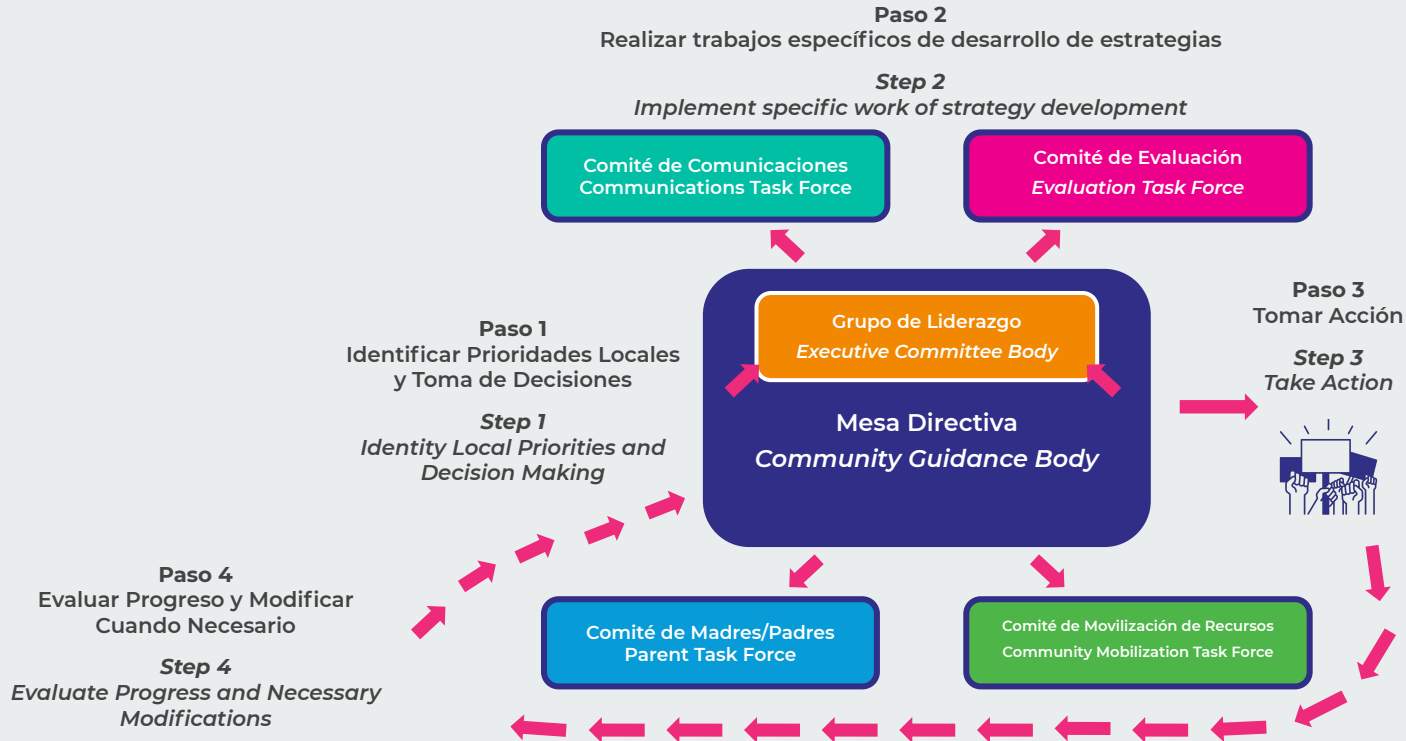 Paso 2
Realizar trabajos específicos de desarrollo de estrategias
Step 2
Implement specific work of strategy development
Comité de Comunicaciones
Communications Task Force
Comité de Evaluación
Evaluation Task Force
Paso 1
Identificar Prioridades Locales
y Toma de Decisiones
Step 1
Identity Local Priorities and
Decision Making
Grupo de Liderazgo
Executive Committee Body
Mesa Directiva
Community Guidance Body
Paso 3
Tomar Acción
Step 3
Take Action
Paso 4
Evaluar Progreso y Modificar
Cuando Necesario
Step 4
Evaluate Progress and Necessary
Modifications
Comité de Madres/Padres
Parent Task Force
Comité de Movilización de Recursos
Community Mobilization Task Force